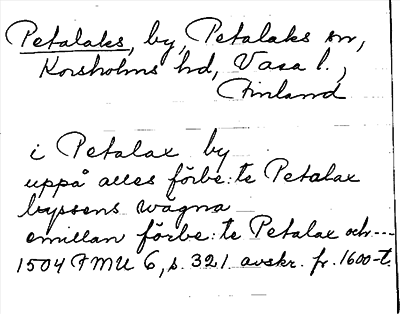 Petalaks, by, Petalaks sn,
Korsholms hd, Vasa l.,
Finland
i Petalax by
uppå alles förbe:te Petalax
byssens wägna
emillan förbe:te Petalax och ---
1504 FMU 6, s. 321. avskr. fr. 1600-t.